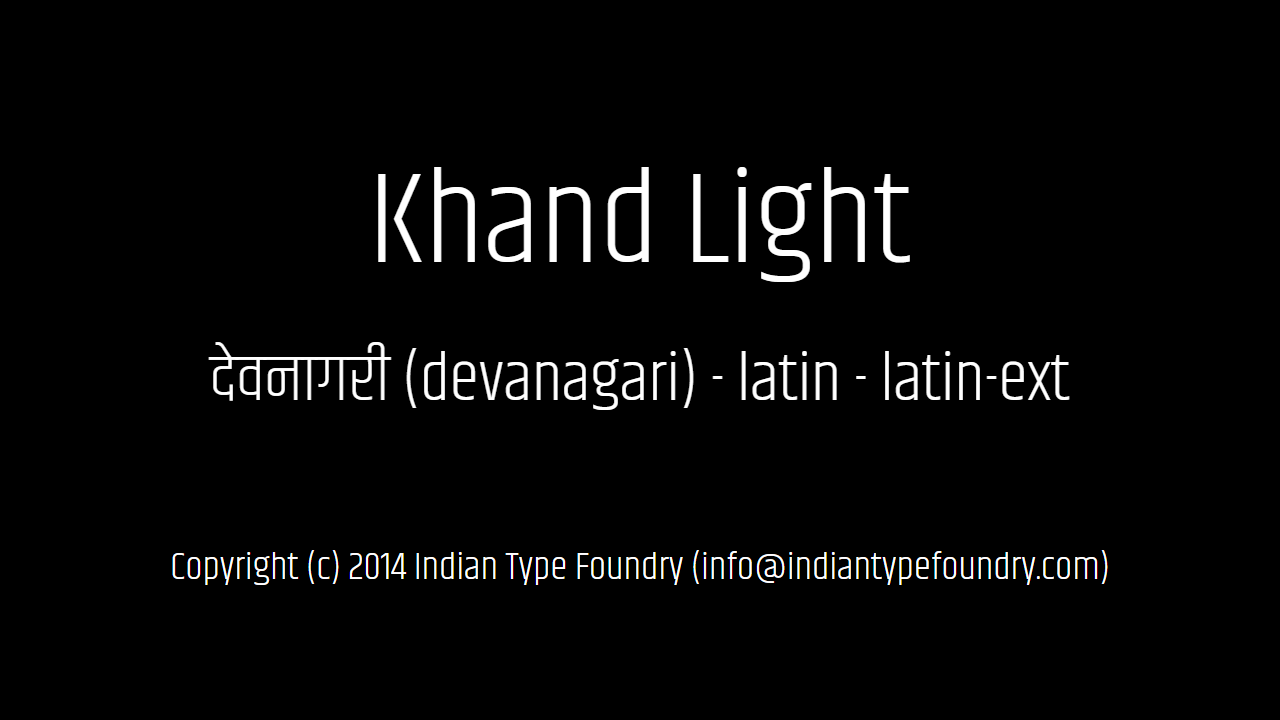 Khand Light
देवनागरी (devanagari) - latin - latin-ext
Copyright (c) 2014 Indian Type Foundry (info@indiantypefoundry.com)